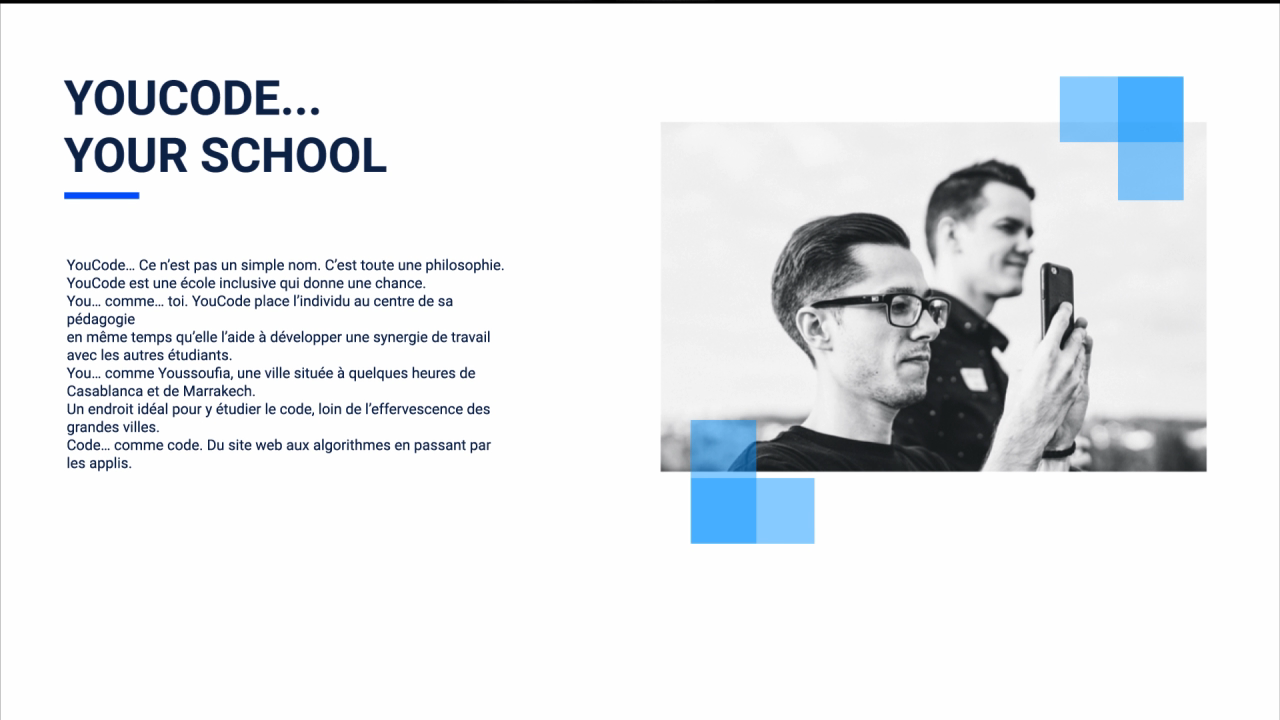 YOUCODE...
YOUR SCHOOL
YouCode… Ce n’est pas un simple nom. C’est toute une philosophie.
YouCode est une école inclusive qui donne une chance.
You… comme… toi. YouCode place l’individu au centre de sa
pédagogie
en même temps qu’elle l’aide à développer une synergie de travail
avec les autres étudiants.
You… comme Youssoufia, une ville située à quelques heures de
Casablanca et de Marrakech.
Un endroit idéal pour y étudier le code, loin de l’effervescence des
grandes villes.
Code… comme code. Du site web aux algorithmes en passant par
les applis.